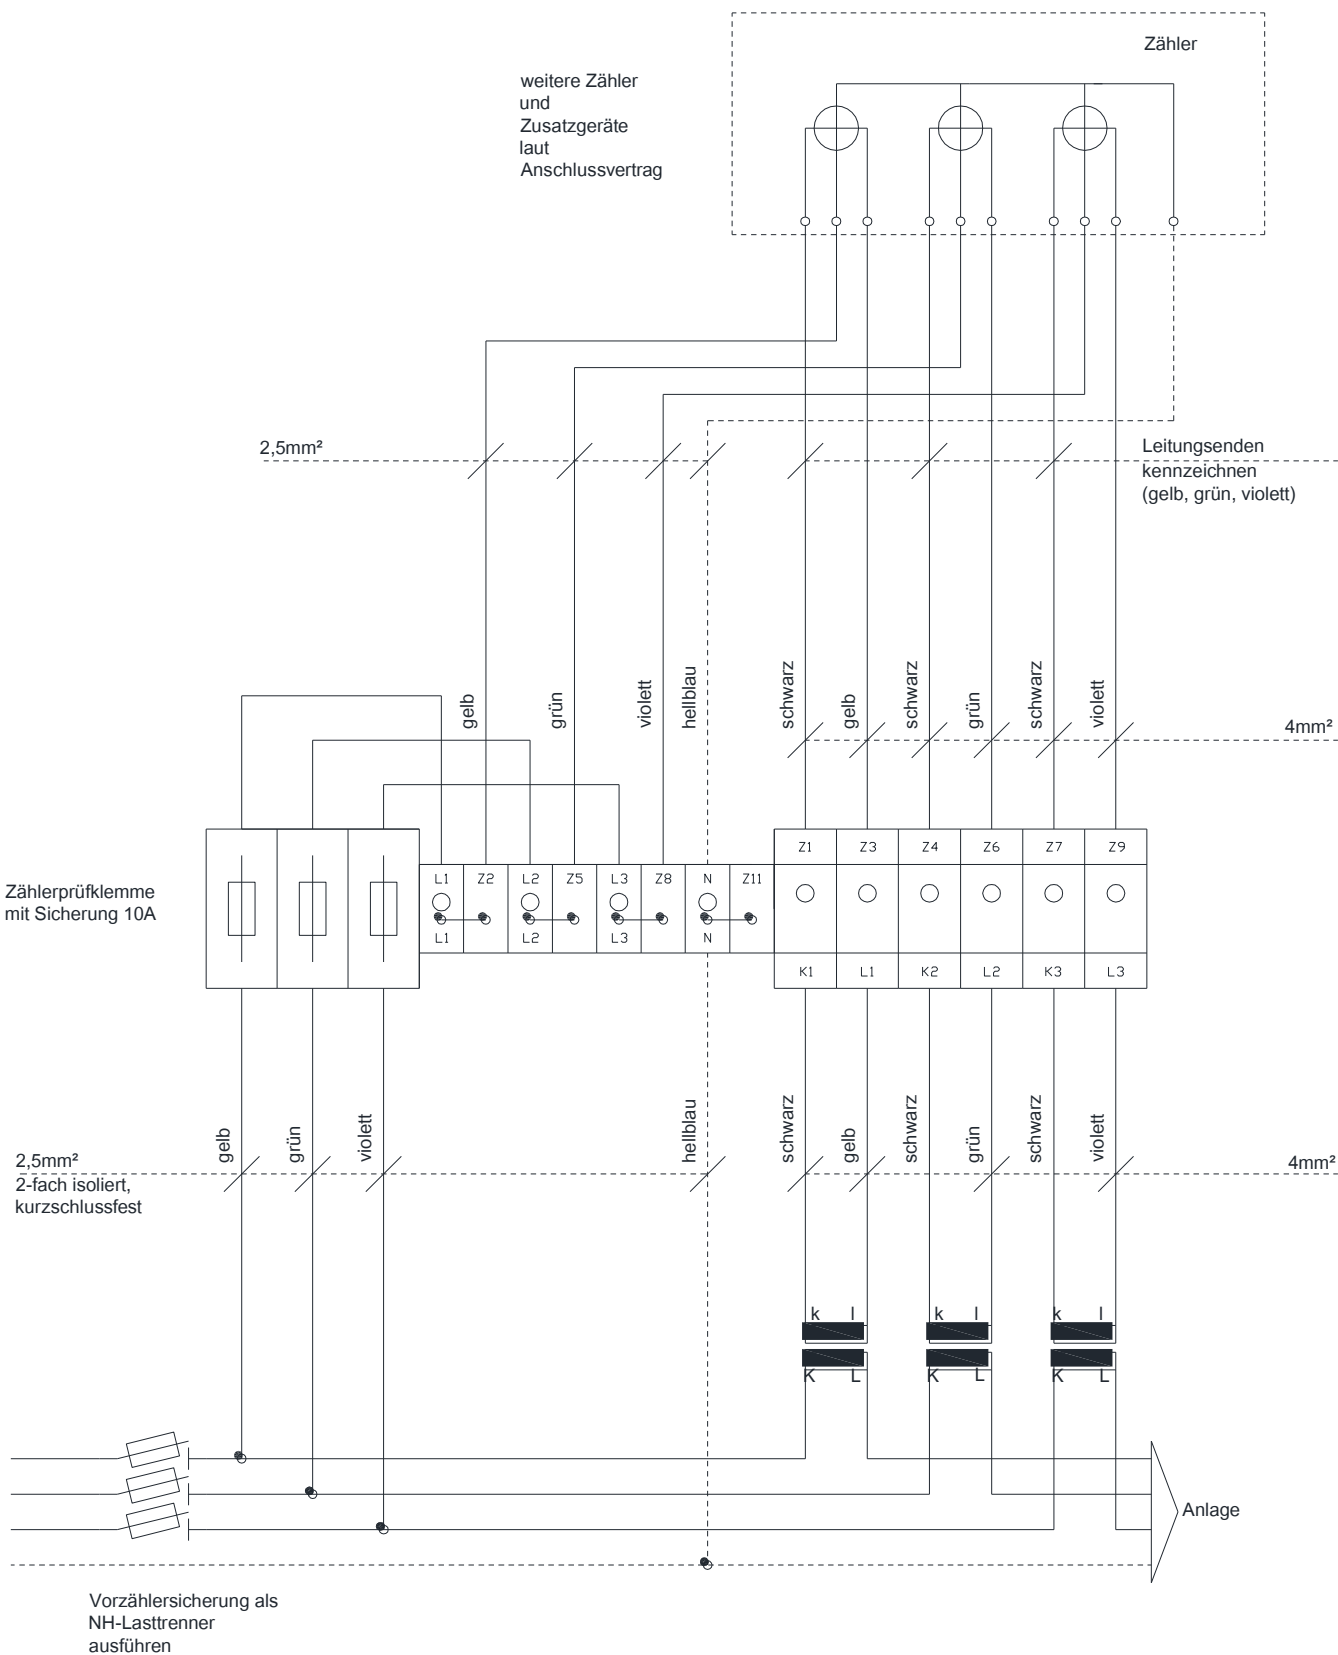 Zähler
weitere Zähler
und
Zusatzgeräte
laut
Anschlussvertrag
2,5mm²
Leitungsenden
kennzeichnen
(gelb, grün, violett)
gelb
grün
violett
hellblau
schwarz
gelb
schwarz
grün
schwarz
violett
4mm²
Z1 Z3 Z4 Z6 Z7 Z9
Zählerprüfklemme
mit Sicherung 10A
L1 Z2 L2 Z5 L3 Z8 N Z11
L1 L2 L3 N
K1 L1 K2 L2 K3 L3
gelb
grün
violett
hellblau
schwarz
gelb
schwarz
grün
schwarz
violett
2,5mm²
2-fach isoliert,
kurzschlussfest
4mm²
k l k l k l
K L K L K L
Anlage
Vorzählersicherung als
NH-Lasttrenner
ausführen